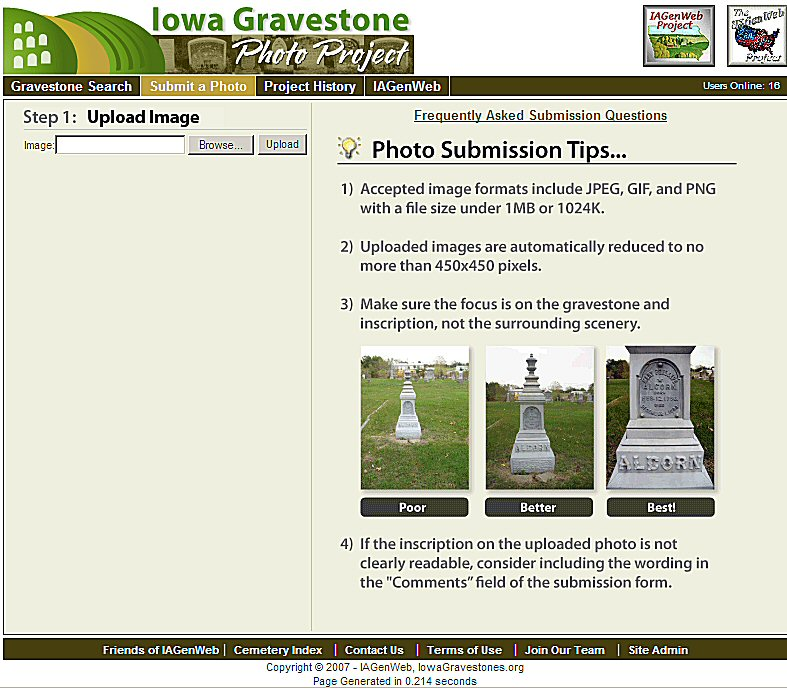 Iowa Gravestone
Photo Project
IAGenWeb
Project
The
USGenWeb
Project
Gravestone Search
Submit a Photo
Project History
IAGenWeb
Users Online: 16
Step 1: Upload Image
Image:
Browse...
Upload
Frequently Asked Submission Questions
Photo Submission Tips...
1) Accepted image formats include JPEG, GIF, and PNG
with a file size under 1MB or 1024K.
2) Uploaded images are automatically reduced to no
more than 450x450 pixels.
3) Make sure the focus is on the gravestone and
inscription, not the surrounding scenery.
ALCORN
ALCORN
ALCORN
Poor
Better
Best!
4) If the inscription on the uploaded photo is not
clearly readable, consider including the wording in
the "Comments" field of the submission form.
Friends of IAGenWeb | Cemetery Index | Contact Us | Terms of Use | Join Our Team | Site Admin
Copyright © 2007 - IAGenWeb, IowaGravestones.org
Page Generated in 0.214 seconds